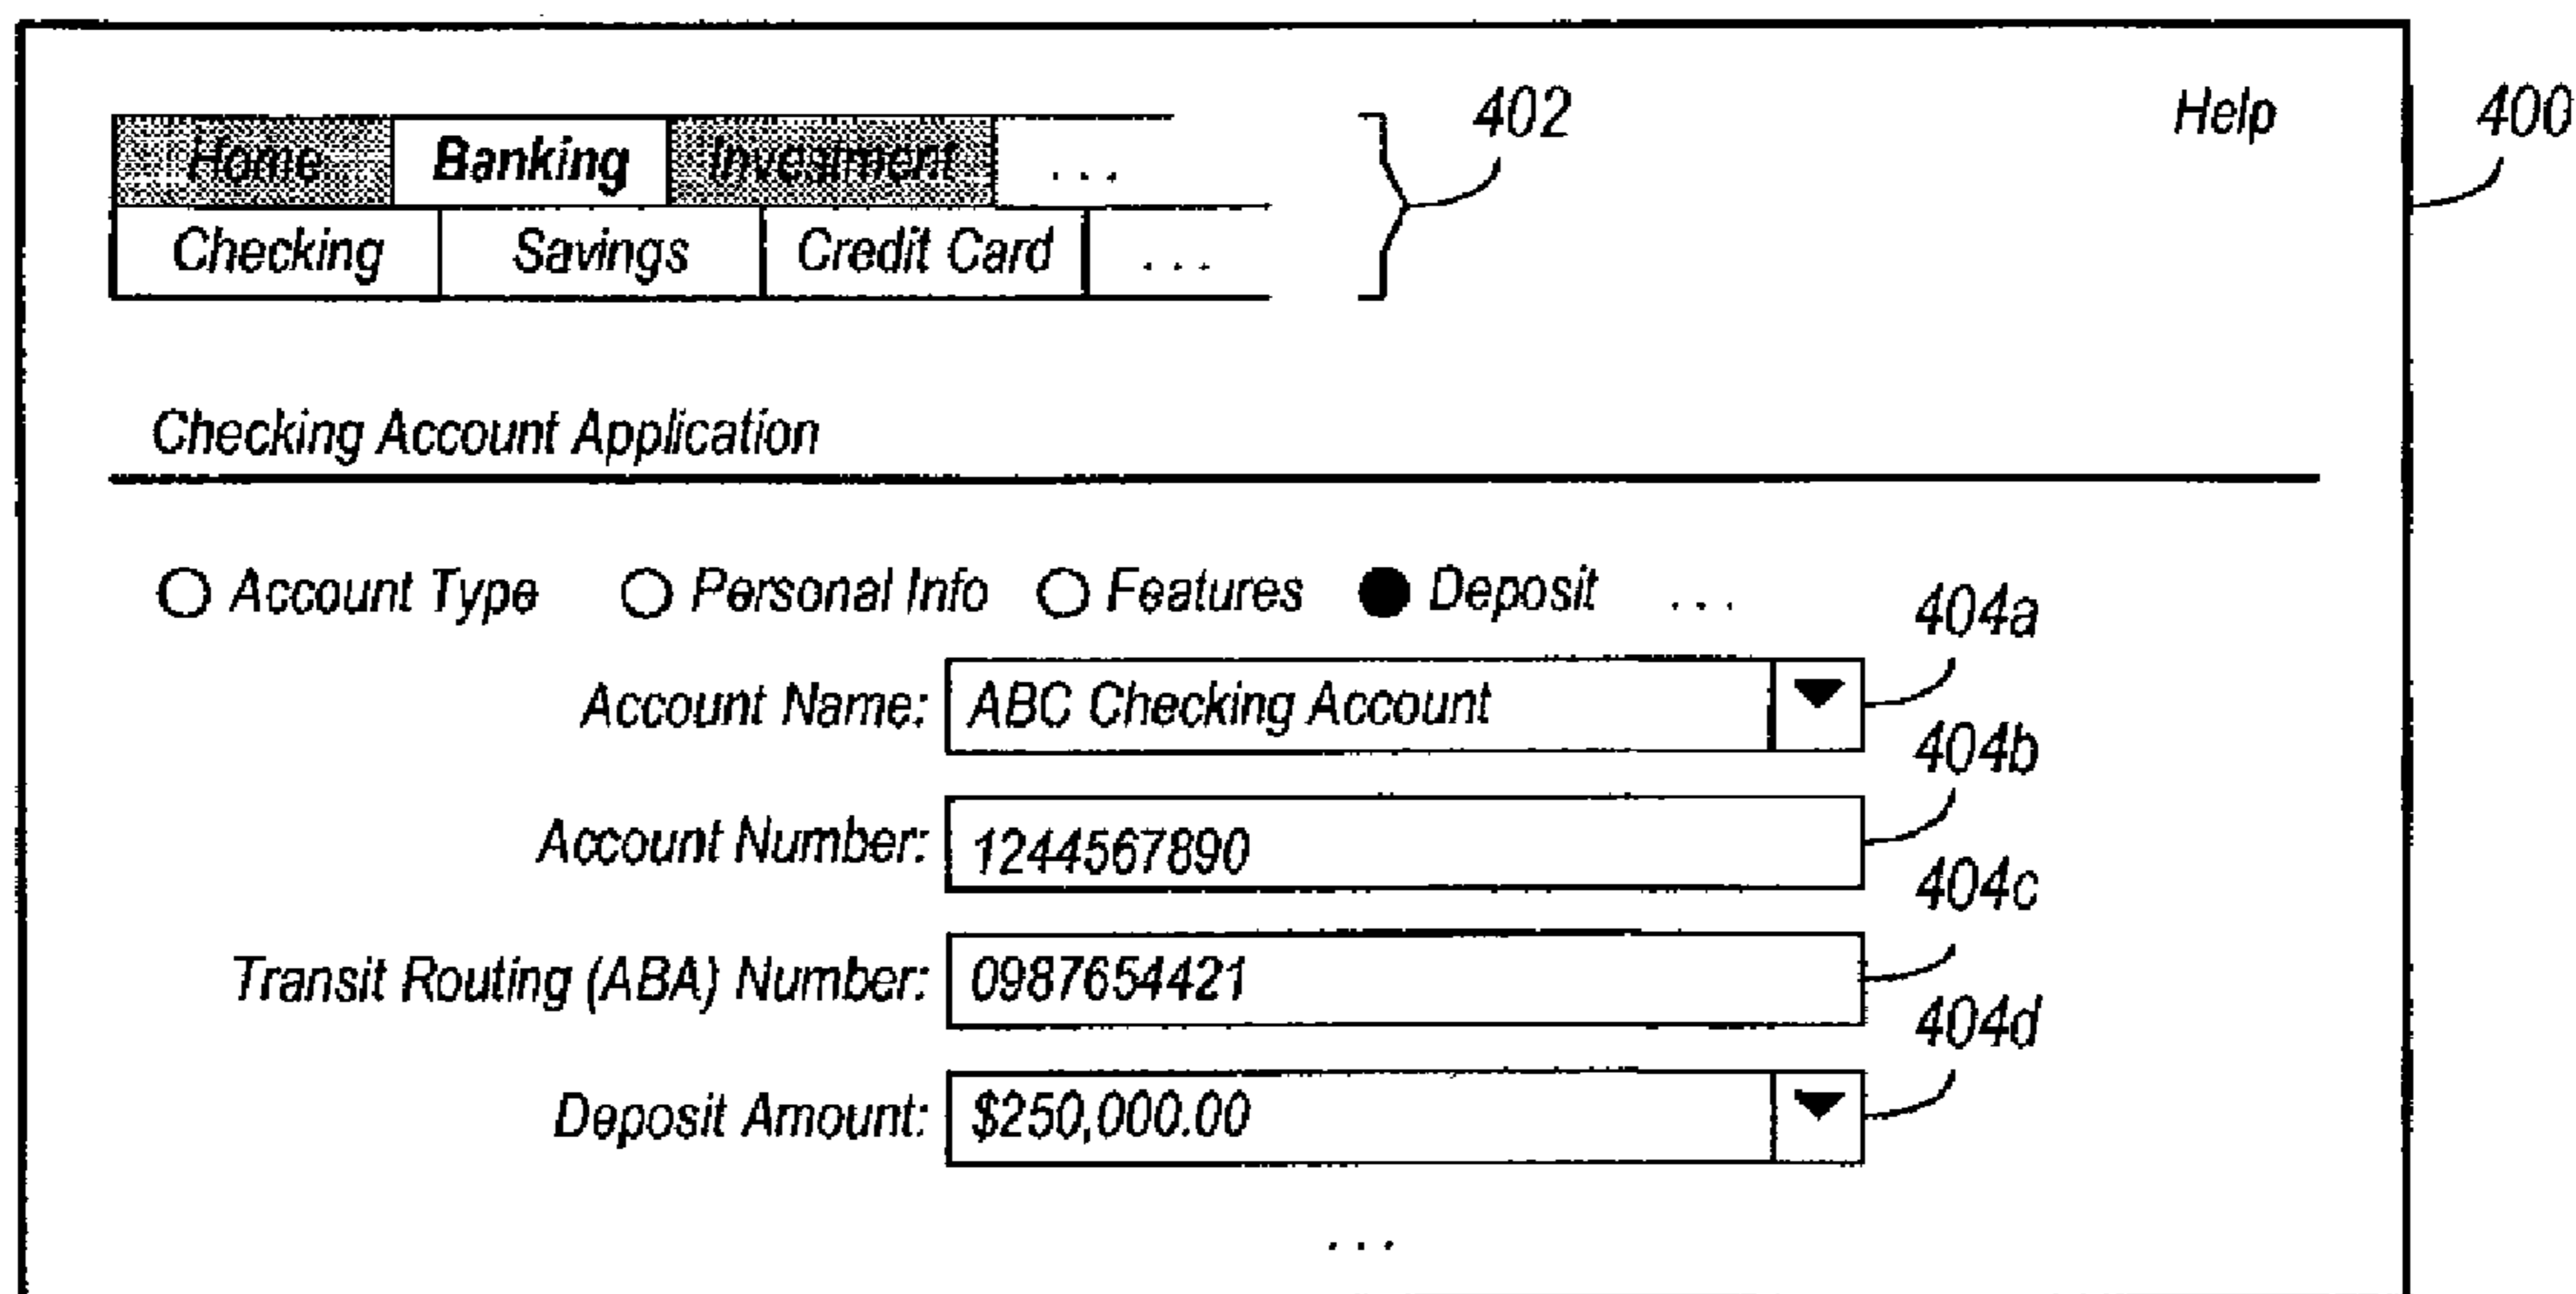 Help
400
402
Home Banking Investment ...
Checking Savings Credit Card ...
Checking Account Application
Account Type Personal Info Features Deposit ...
404a
Account Name: ABC Checking Account
404b
Account Number: 1244567890
404c
Transit Routing (ABA) Number: 0987654421
404d
Deposit Amount: $250,000.00
...